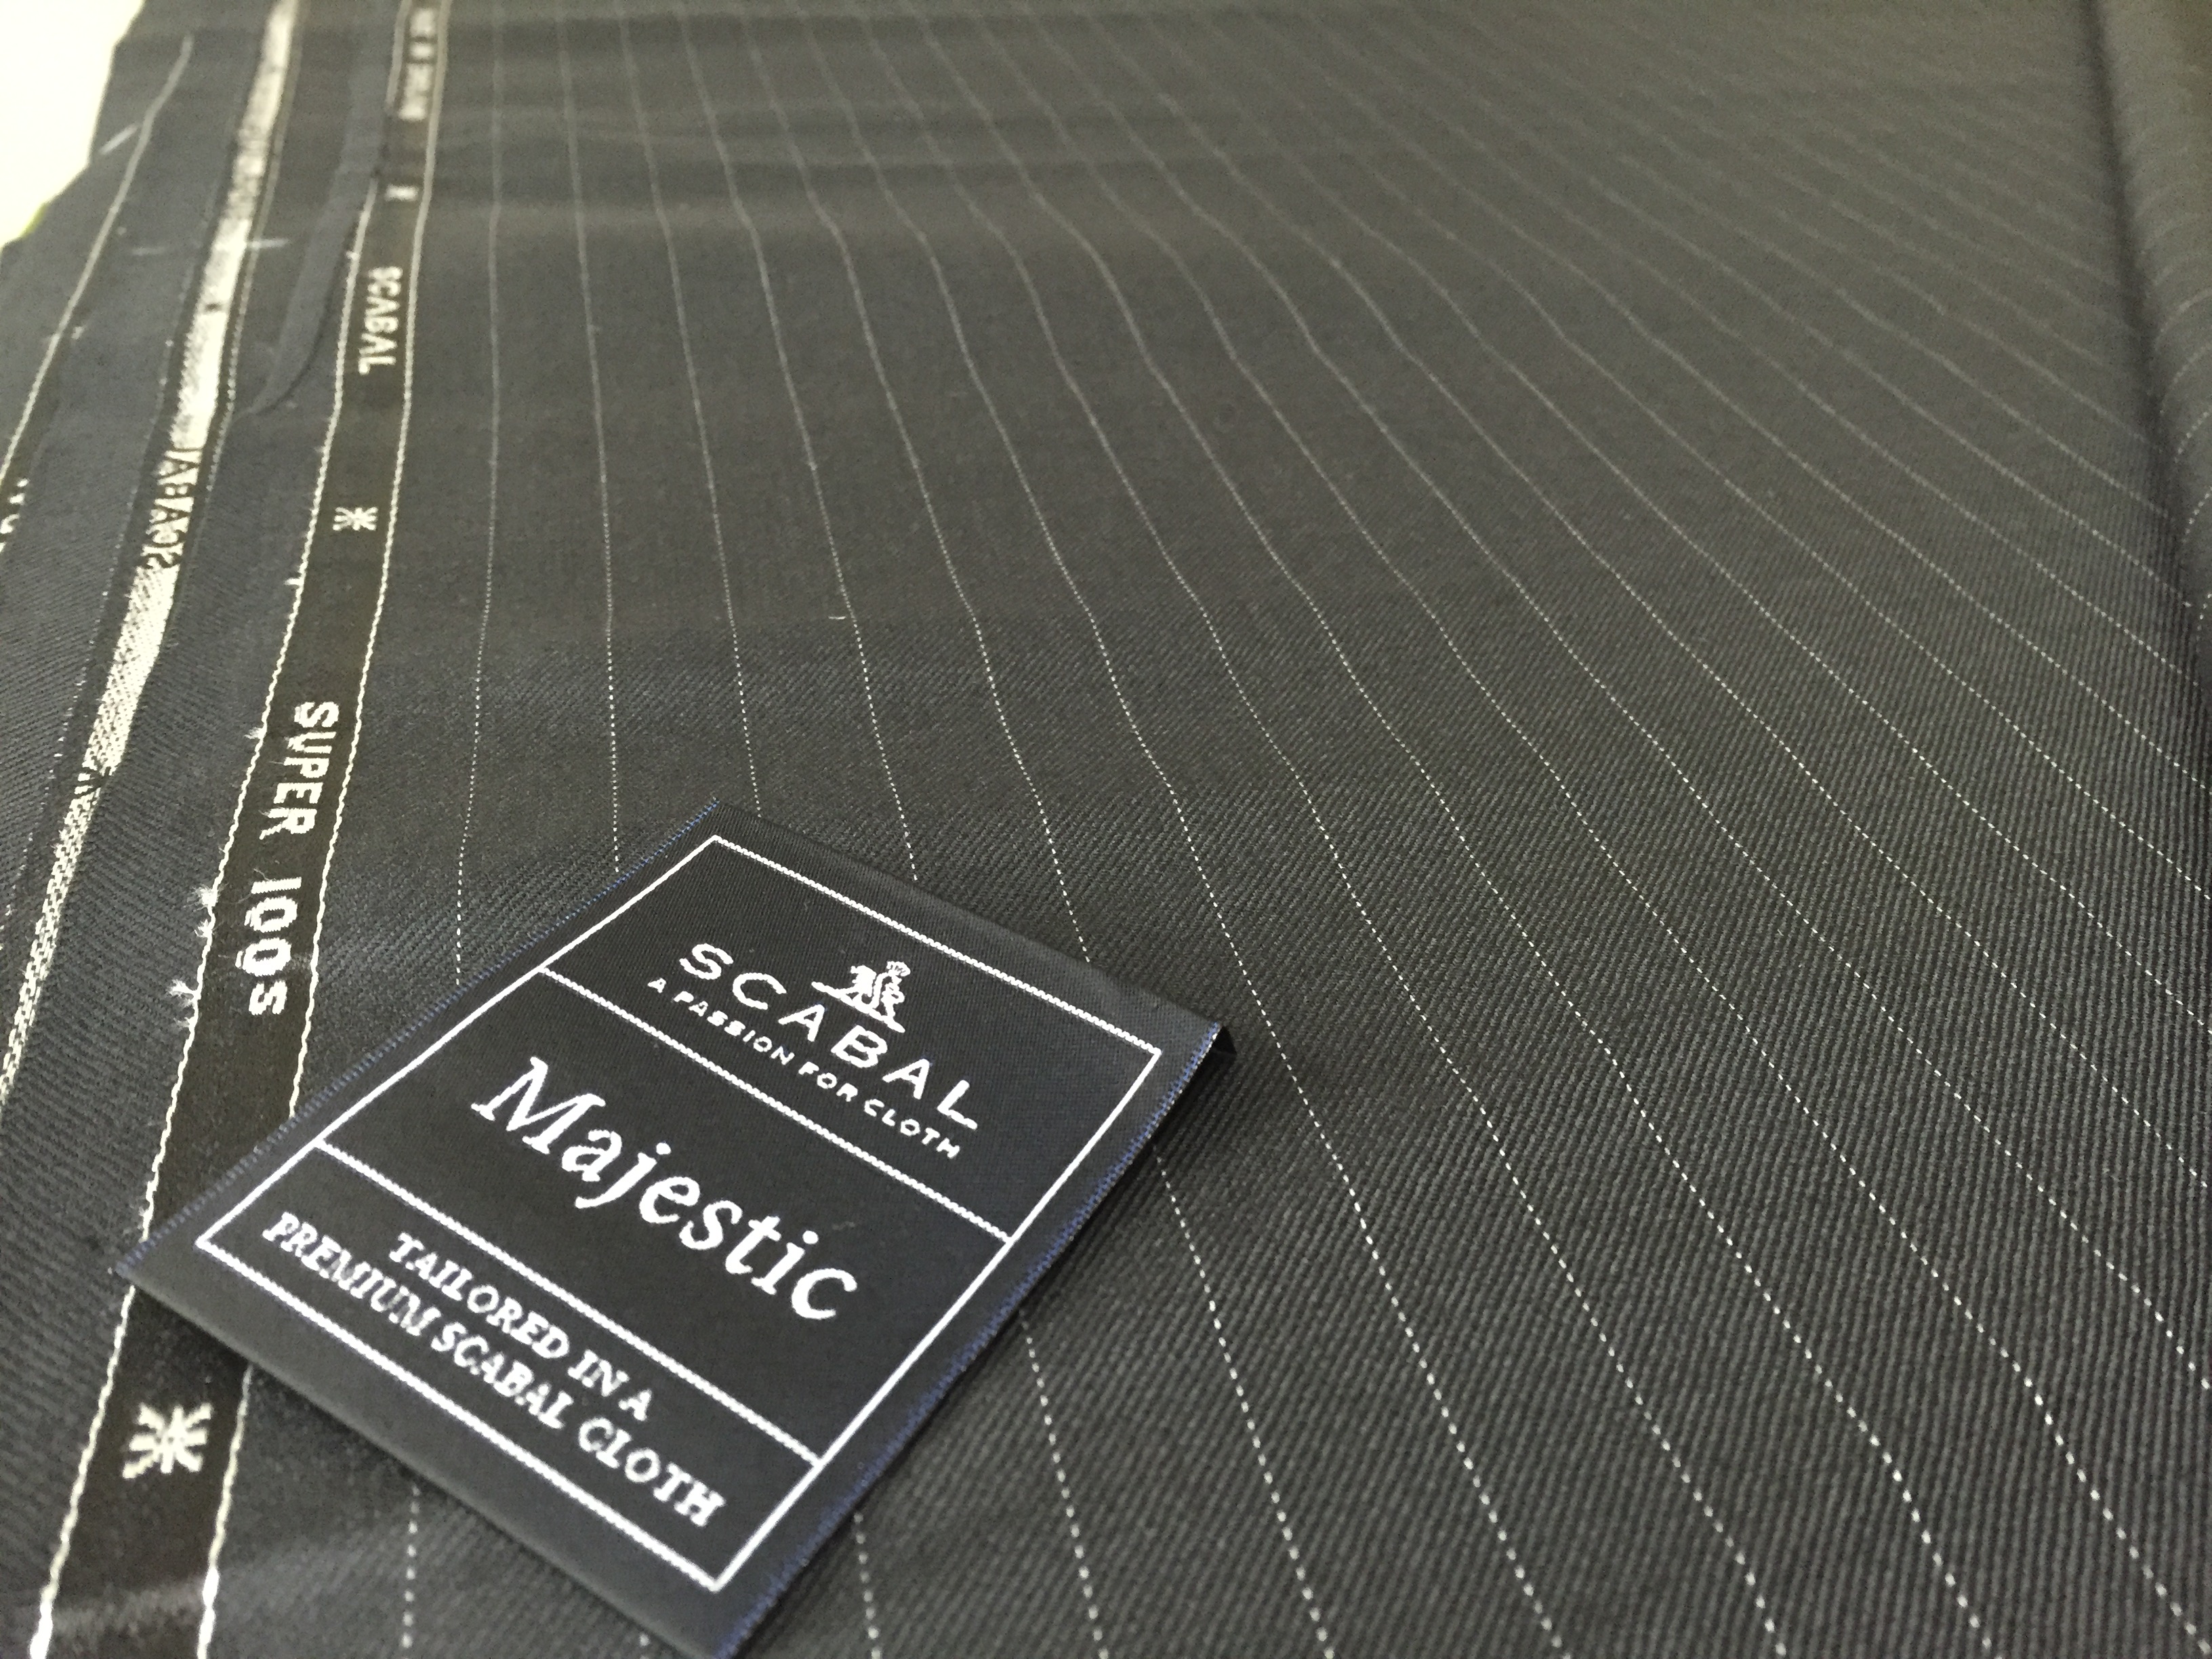 SCABAL
SUPER 100S
SCABAL
A PASSION FOR CLOTH
Majestic
TAILORED IN A
PREMIUM SCABAL CLOTH